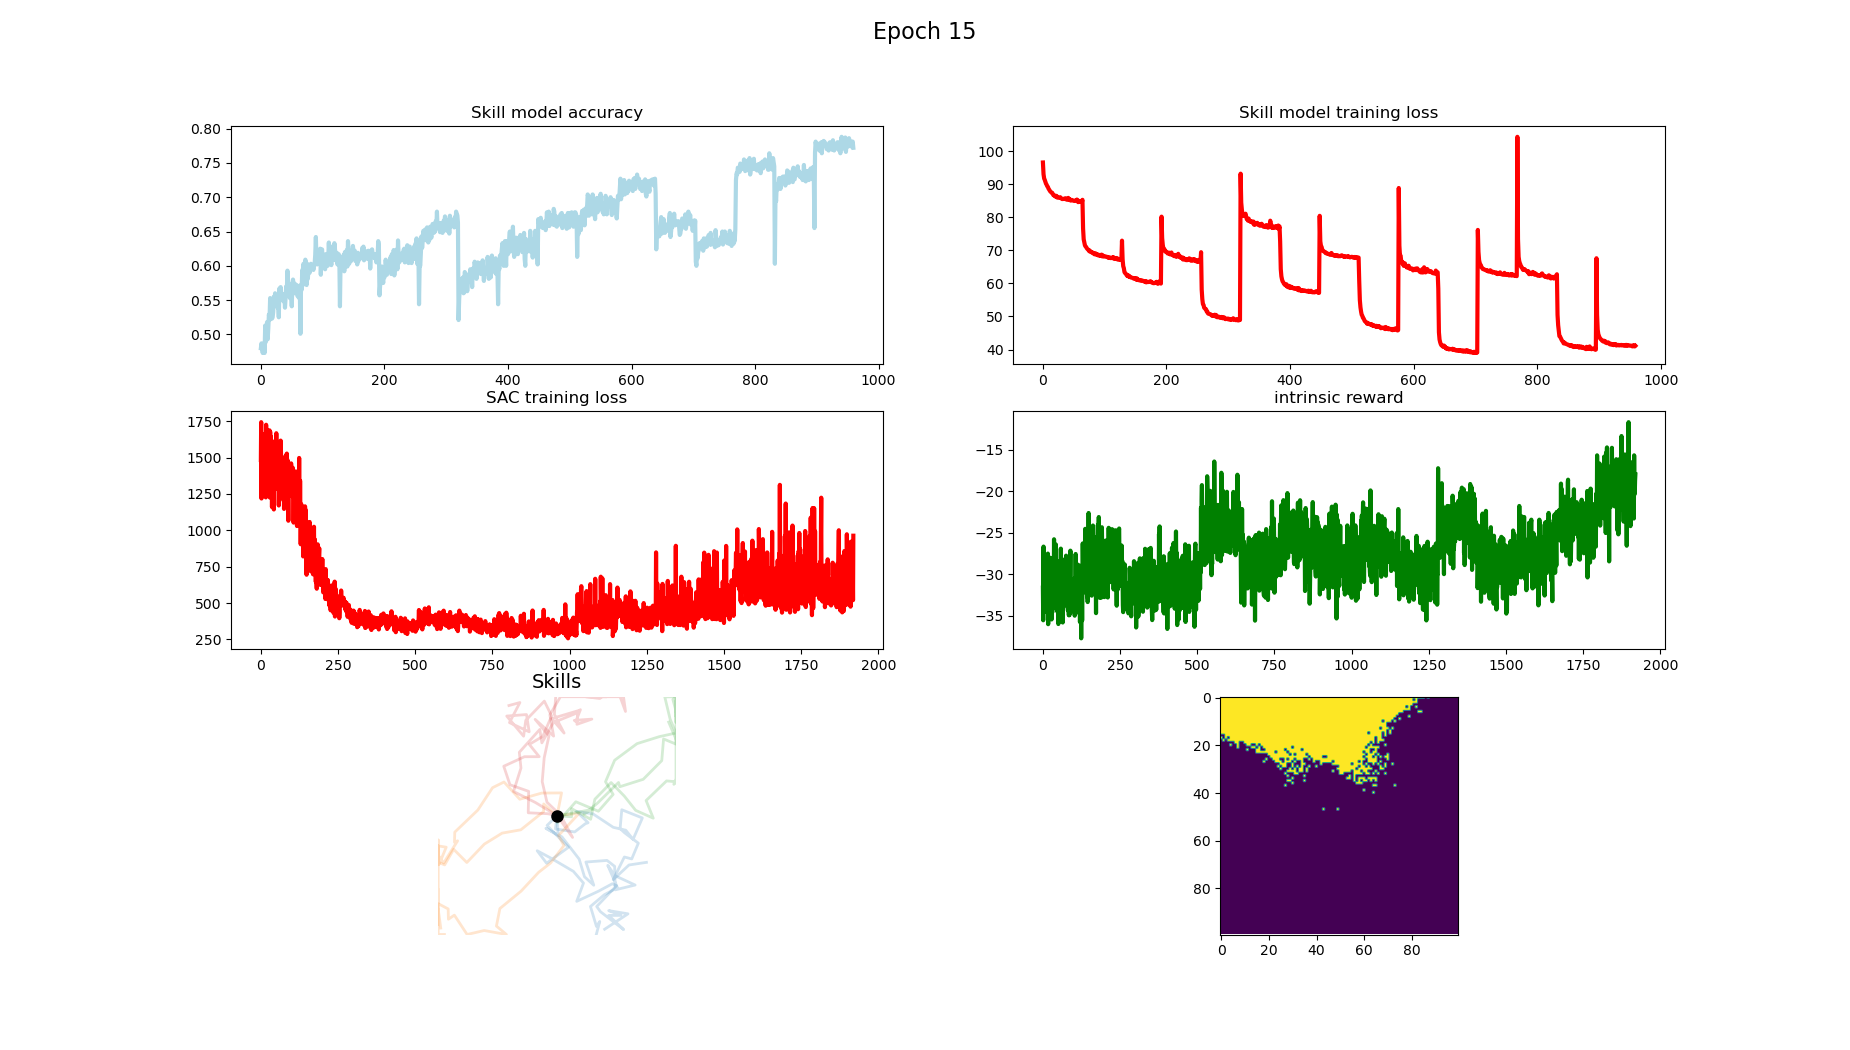 Epoch 15
Skill model accuracy
0.80
0.75
0.70
0.65
0.60
0.55
0.50
0 200 400 600 800 1000
Skill model training loss
100
90
80
70
60
50
40
0 200 400 600 800 1000
SAC training loss
1750
1500
1250
1000
750
500
250
0 250 500 750 1000 1250 1500 1750 2000
intrinsic reward
−15
−20
−25
−30
−35
0 250 500 750 1000 1250 1500 1750 2000
Skills
0
20
40
60
80
0 20 40 60 80